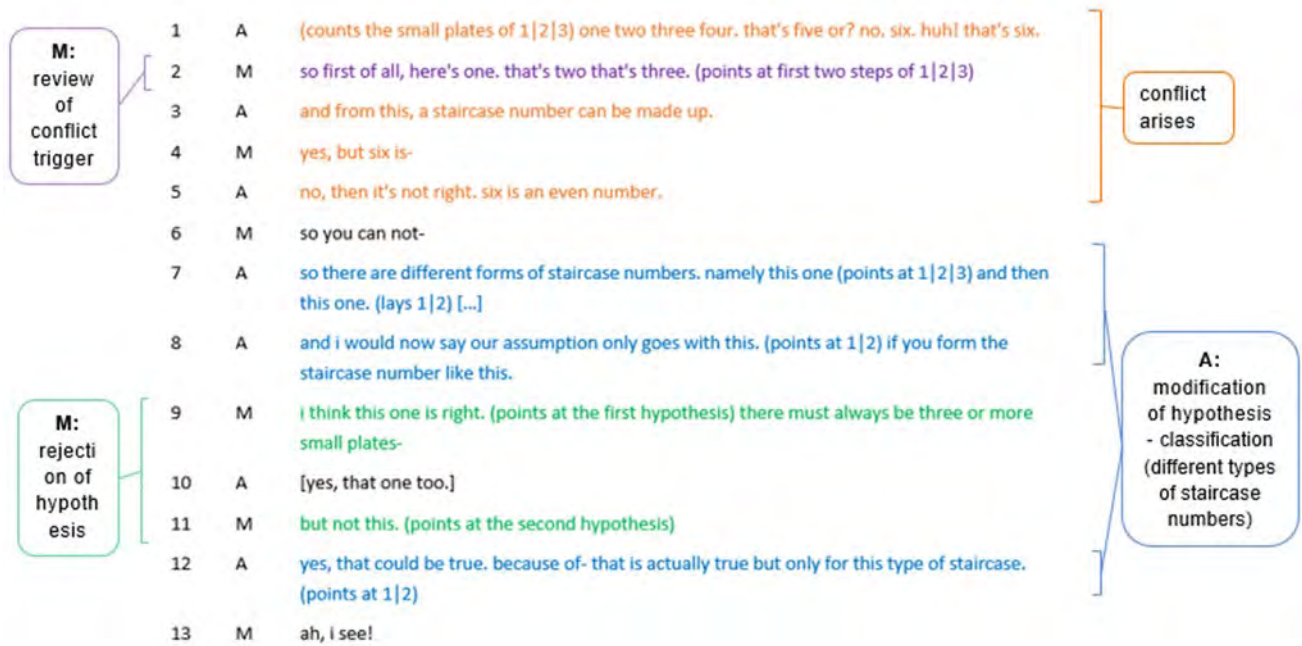 M:
review
of
conflict
trigger
1 A (counts the small plates of 1|2|3) one two three four. that's five or? no. six. huh! that's six.
2 M so first of all, here's one. that's two that's three. (points at first two steps of 1|2|3)
3 A and from this, a staircase number can be made up.
4 M yes, but six is-
5 A no, then it's not right. six is an even number.
conflict
arises
6 M so you can not-
7 A so there are different forms of staircase numbers. namely this one (points at 1|2|3) and then
this one. (lays 1|2) [...]
8 A and i would now say our assumption only goes with this. (points at 1|2) if you form the
staircase number like this.
M:
rejecti
on of
hypoth
esis
9 M i think this one is right. (points at the first hypothesis) there must always be three or more
small plates-
10 A [yes, that one too.]
11 M but not this. (points at the second hypothesis)
12 A yes, that could be true. because of- that is actually true but only for this type of staircase.
(points at 1|2)
13 M ah, i see!
A:
modification
of hypothesis
- classification
(different types
of staircase
numbers)